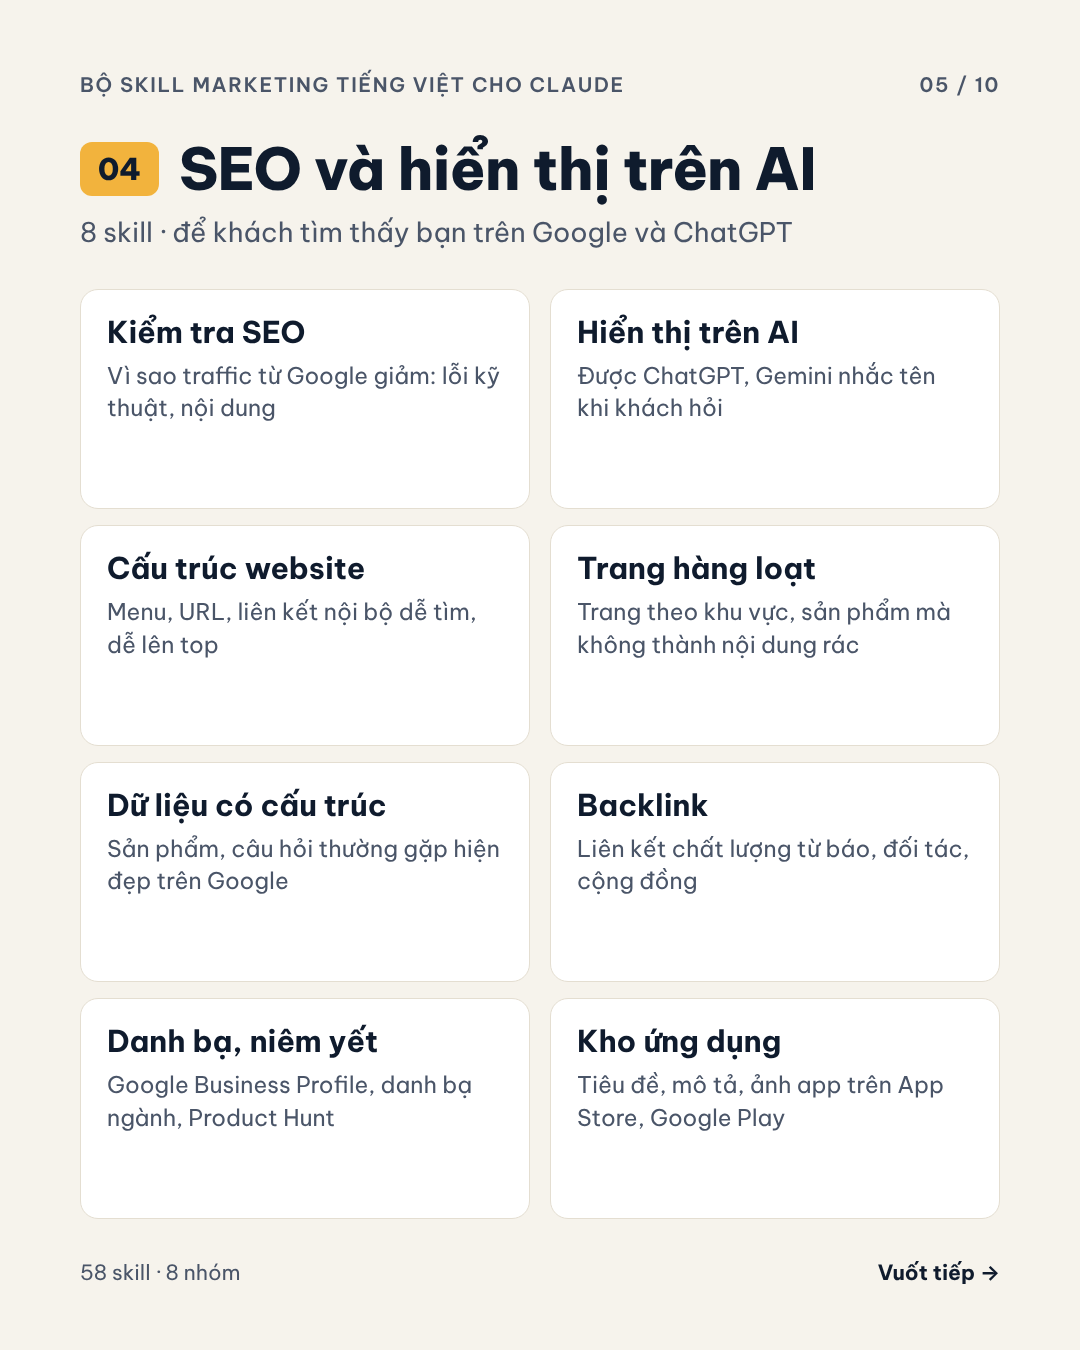 BỘ SKILL MARKETING TIẾNG VIỆT CHO CLAUDE
05 / 10
04 SEO và hiển thị trên AI
8 skill · để khách tìm thấy bạn trên Google và ChatGPT
Kiểm tra SEO
Vì sao traffic từ Google giảm: lỗi kỹ
thuật, nội dung
Hiển thị trên AI
Được ChatGPT, Gemini nhắc tên
khi khách hỏi
Cấu trúc website
Menu, URL, liên kết nội bộ dễ tìm,
dễ lên top
Trang hàng loạt
Trang theo khu vực, sản phẩm mà
không thành nội dung rác
Dữ liệu có cấu trúc
Sản phẩm, câu hỏi thường gặp hiện
đẹp trên Google
Backlink
Liên kết chất lượng từ báo, đối tác,
cộng đồng
Danh bạ, niêm yết
Google Business Profile, danh bạ
ngành, Product Hunt
Kho ứng dụng
Tiêu đề, mô tả, ảnh app trên App
Store, Google Play
58 skill · 8 nhóm
Vuốt tiếp →